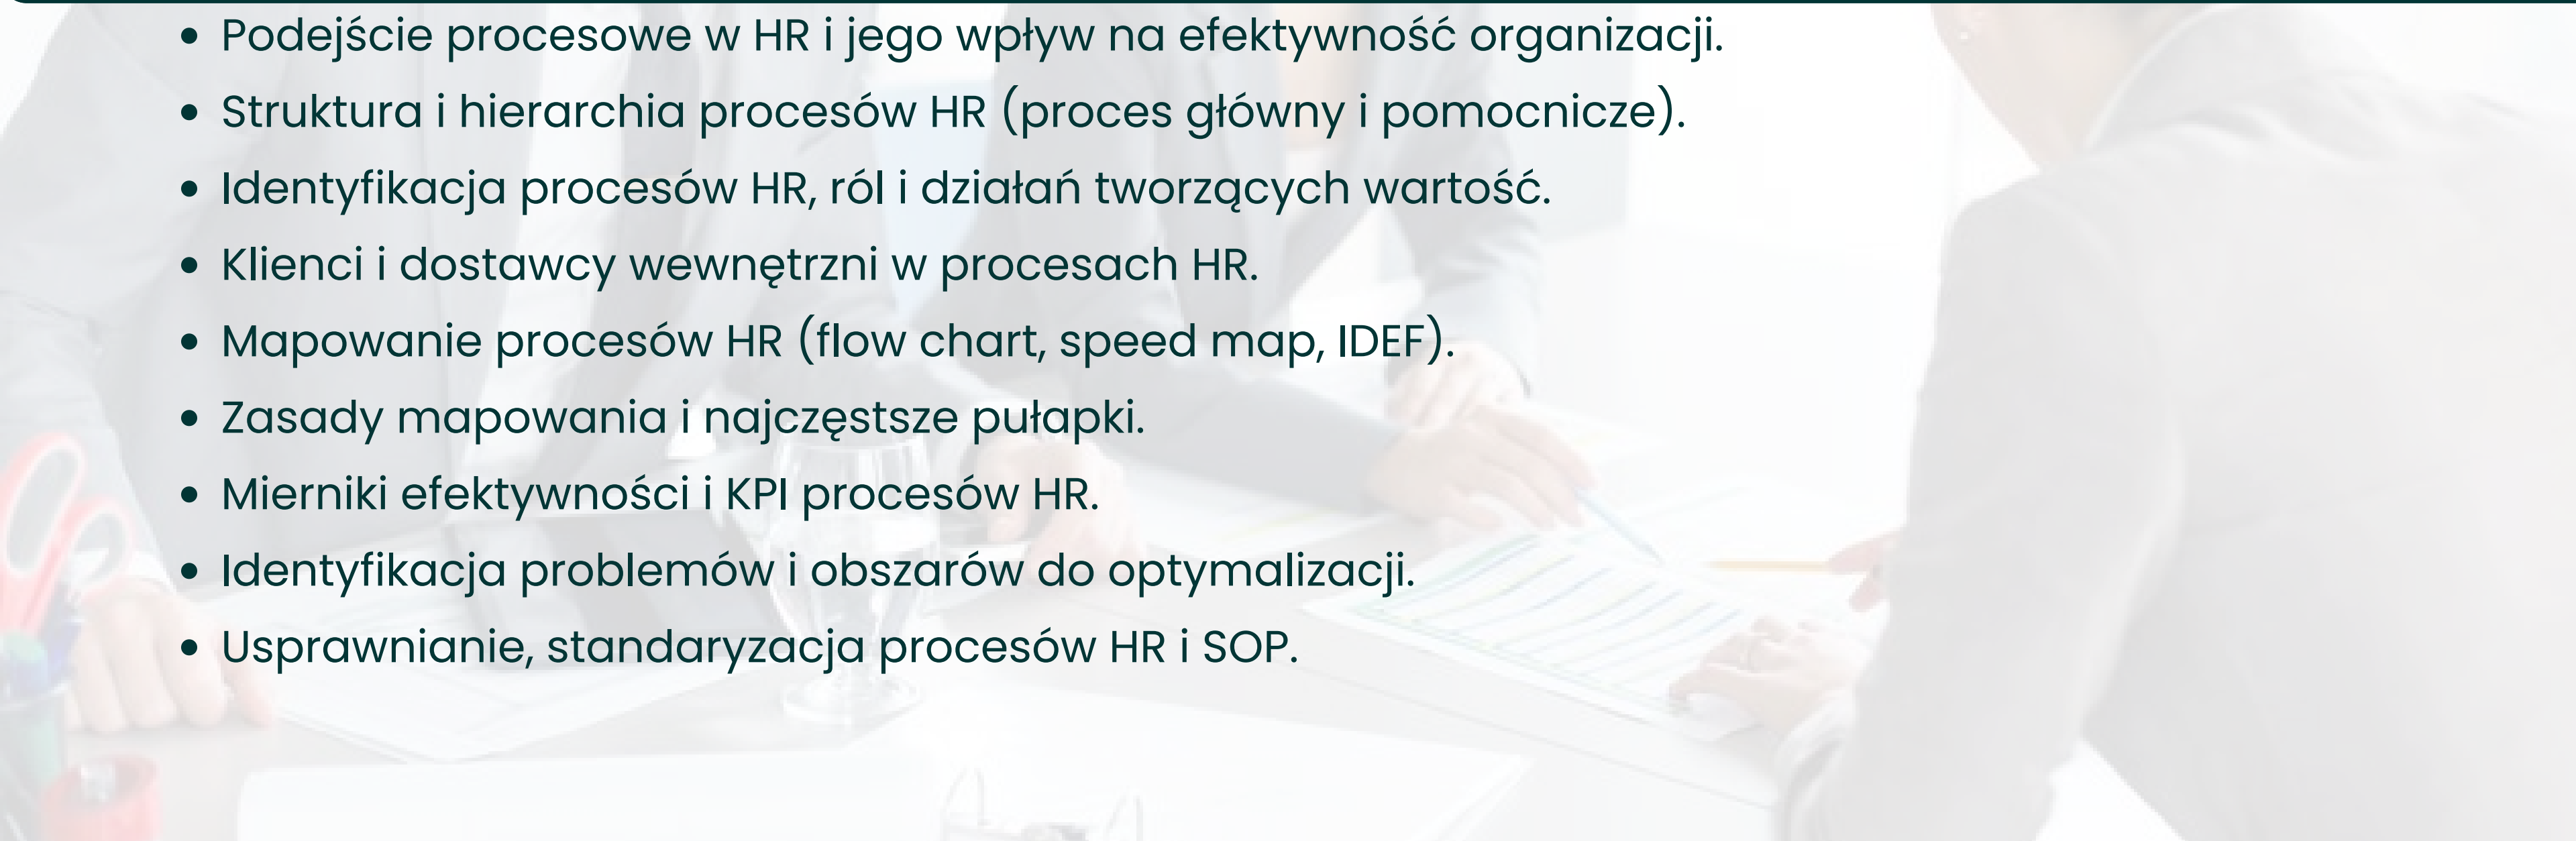 • Podejście procesowe w HR i jego wpływ na efektywność organizacji.
• Struktura i hierarchia procesów HR (proces główny i pomocnicze).
• Identyfikacja procesów HR, ról i działań tworzących wartość.
• Klienci i dostawcy wewnętrzni w procesach HR.
• Mapowanie procesów HR (flow chart, speed map, IDEF).
• Zasady mapowania i najczęstsze pułapki.
• Mierniki efektywności i KPI procesów HR.
• Identyfikacja problemów i obszarów do optymalizacji.
• Usprawnianie, standaryzacja procesów HR i SOP.